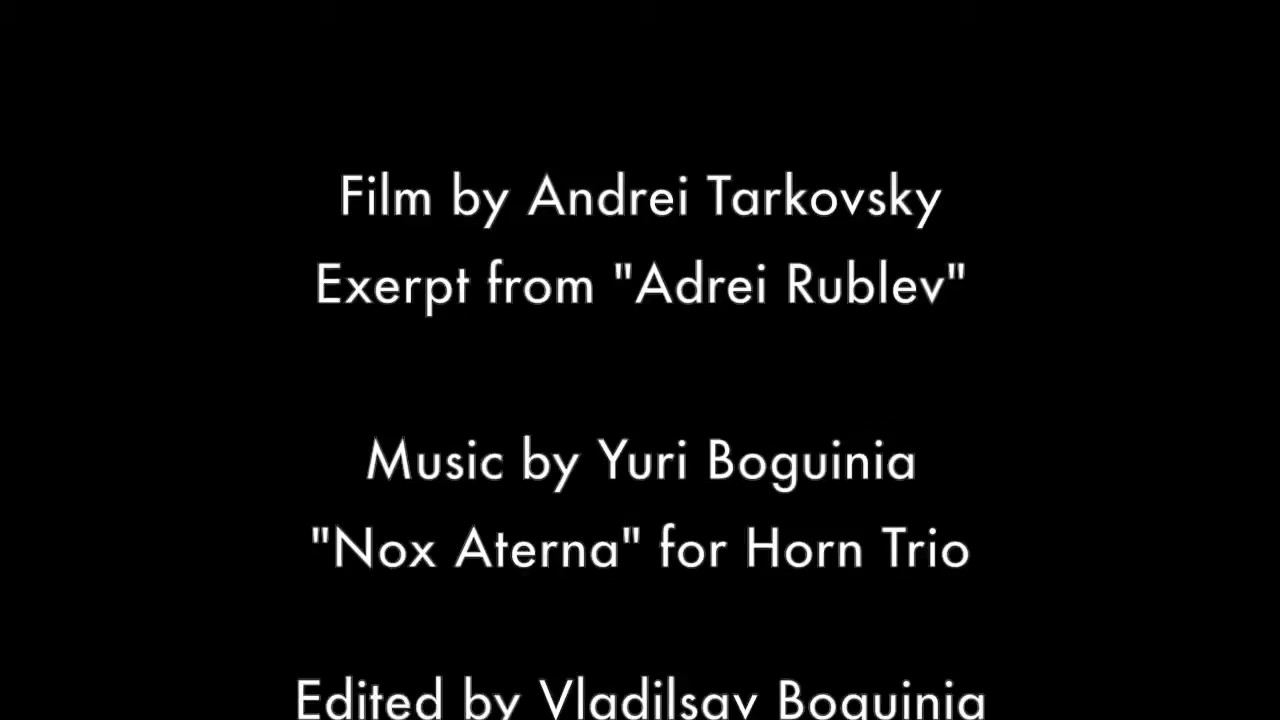 Film by Andrei Tarkovsky
Exerpt from "Adrei Rublev"
Music by Yuri Boguinia
"Nox Aterna" for Horn Trio
Edited by Vladilsav Boguinia